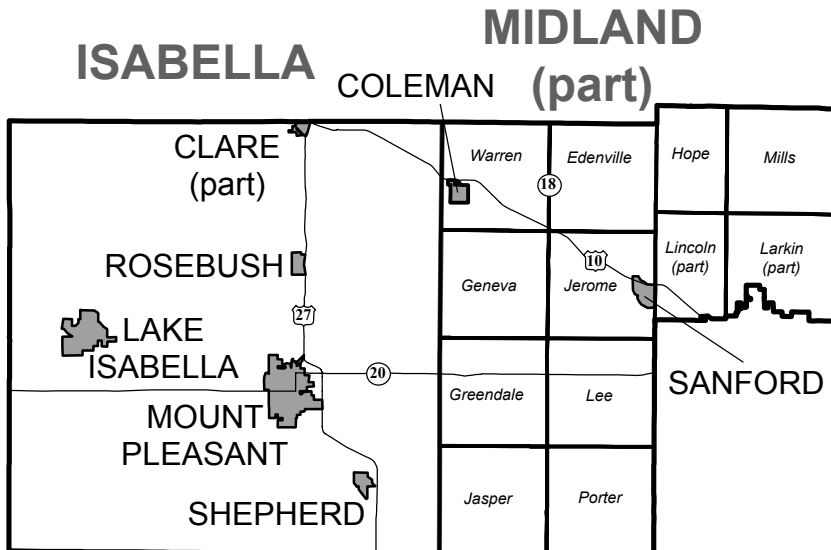 MIDLAND
(part)
ISABELLA
COLEMAN
CLARE
(part)
Warren
Edenville
Hope
Mills
18
ROSEBUSH
Geneva
Jerome
10
Lincoln
(part)
Larkin
(part)
27
LAKE
ISABELLA
20
SANFORD
MOUNT
PLEASANT
Greendale
Lee
SHEPHERD
Jasper
Porter